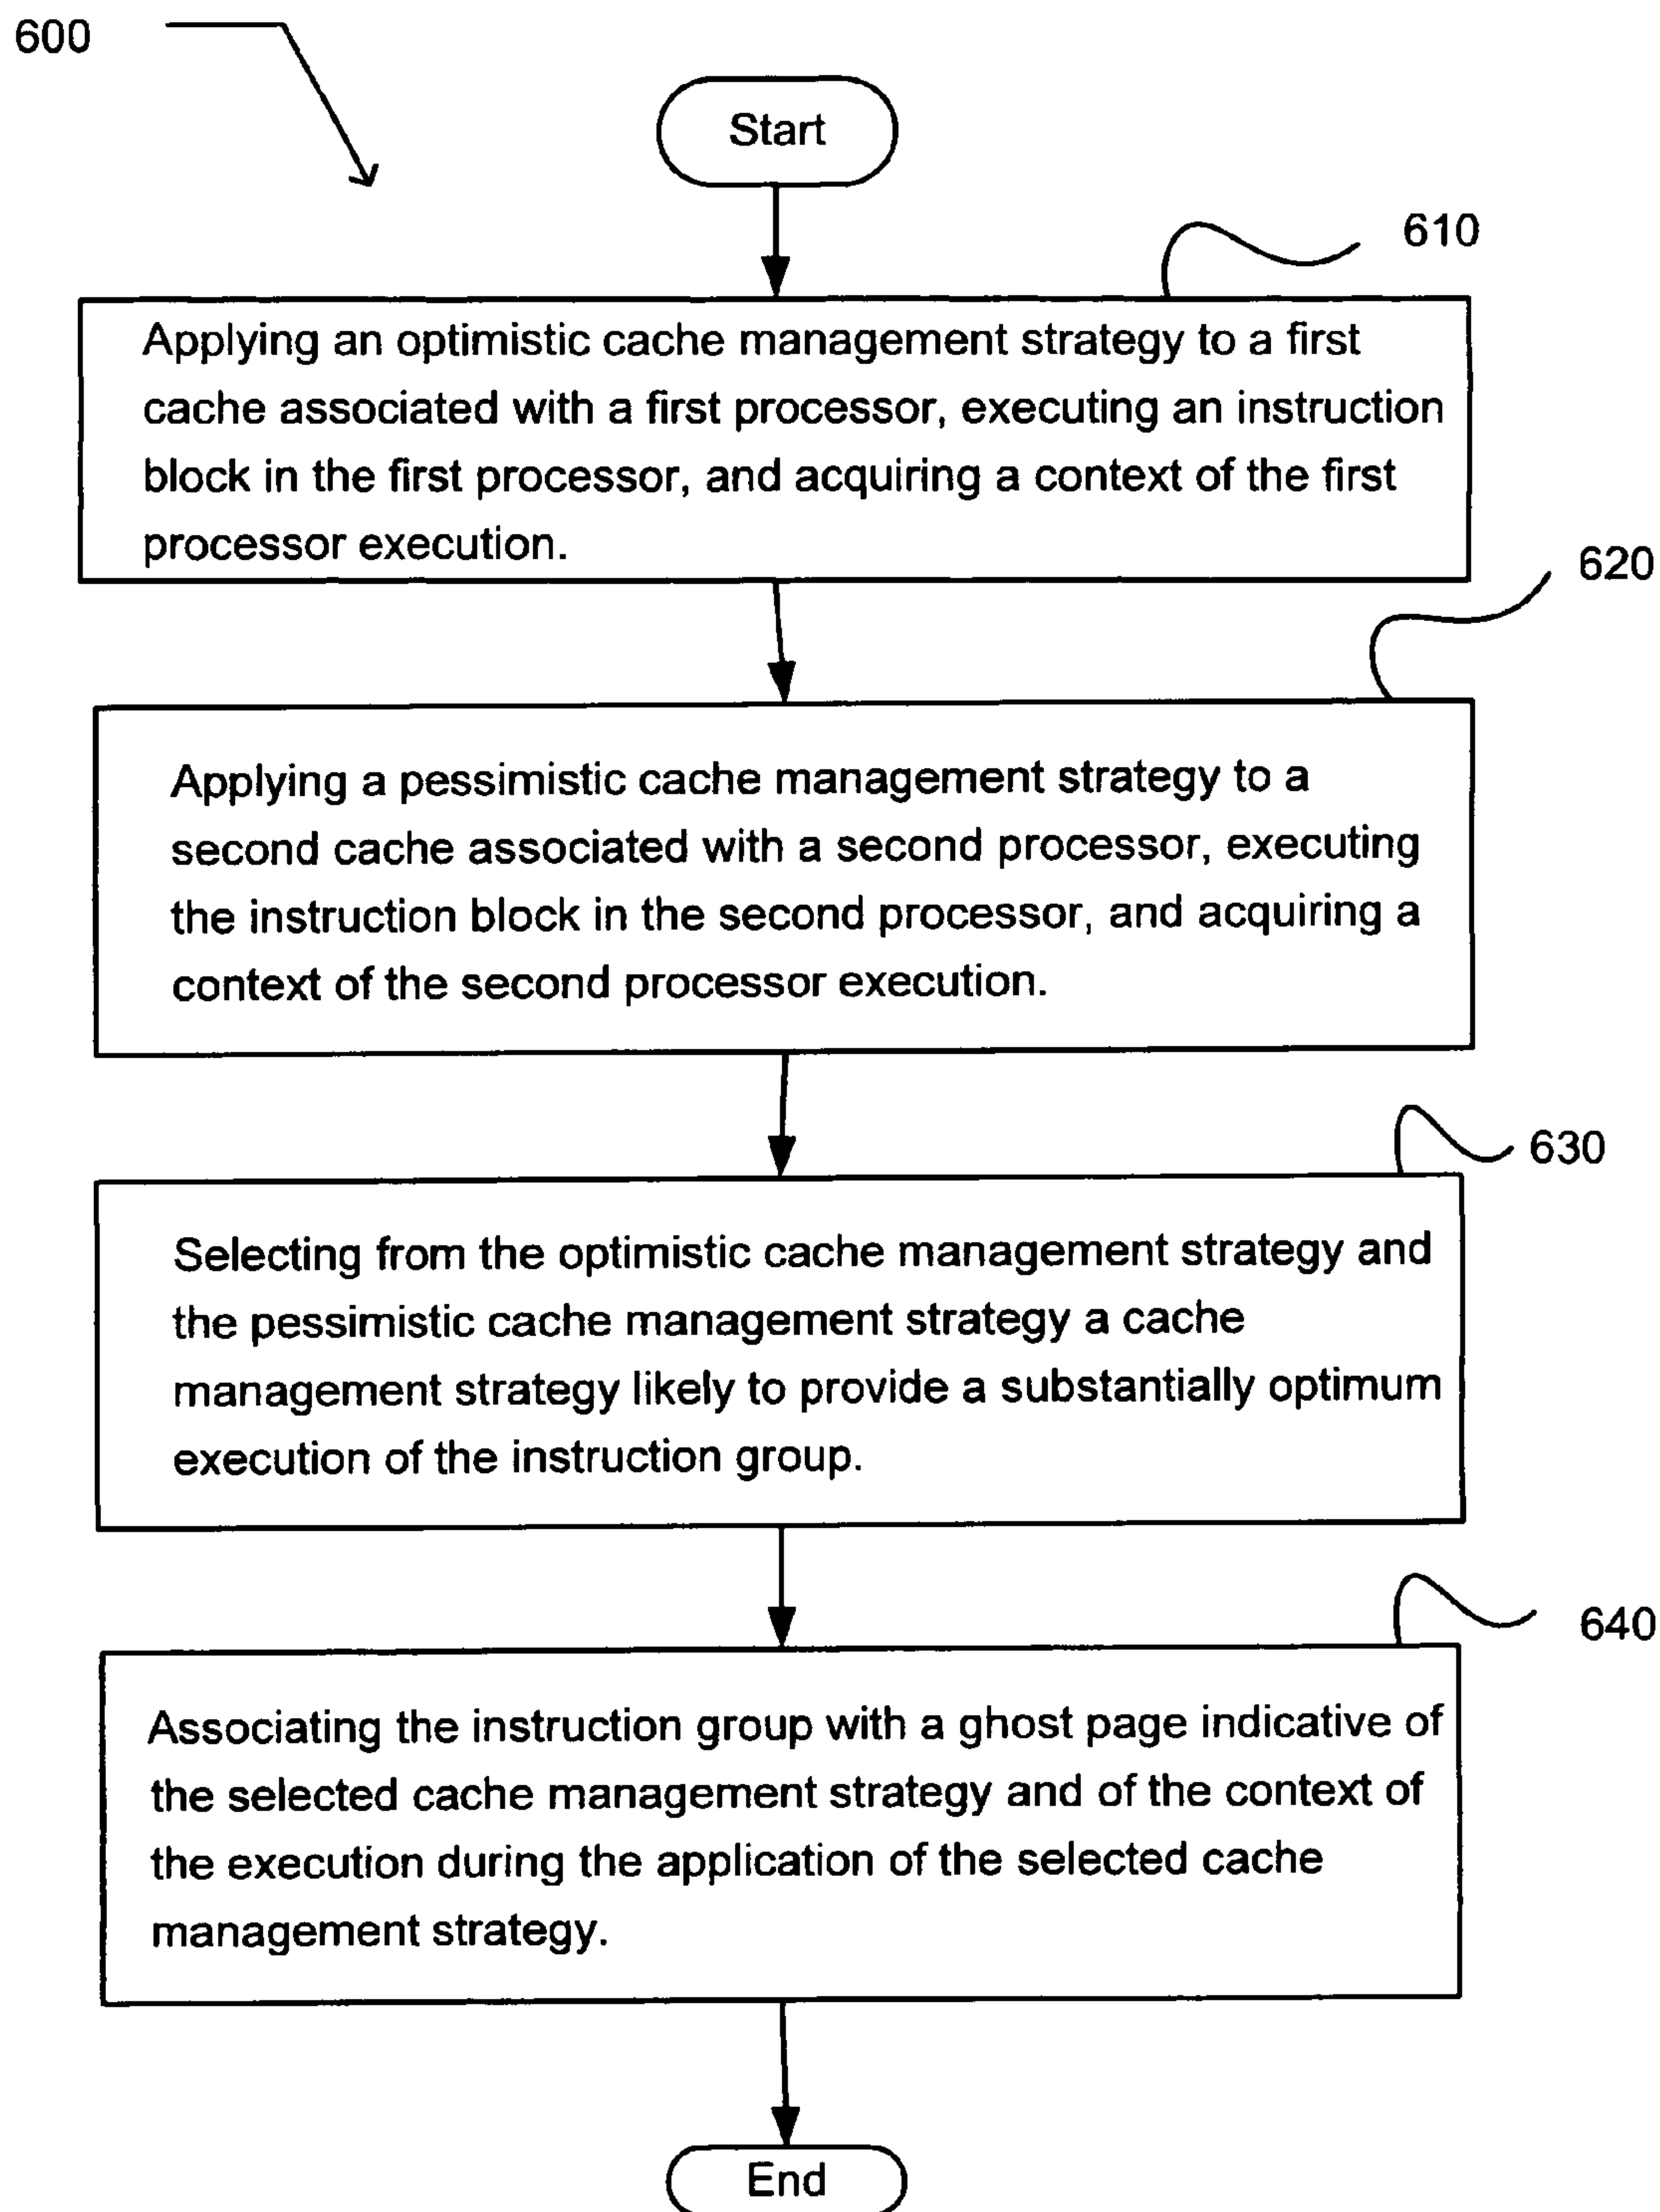 600
Start
610
Applying an optimistic cache management strategy to a first
cache associated with a first processor, executing an instruction
block in the first processor, and acquiring a context of the first
processor execution.
620
Applying a pessimistic cache management strategy to a
second cache associated with a second processor, executing
the instruction block in the second processor, and acquiring a
context of the second processor execution.
630
Selecting from the optimistic cache management strategy and
the pessimistic cache management strategy a cache
management strategy likely to provide a substantially optimum
execution of the instruction group.
640
Associating the instruction group with a ghost page indicative of
the selected cache management strategy and of the context of
the execution during the application of the selected cache
management strategy.
End